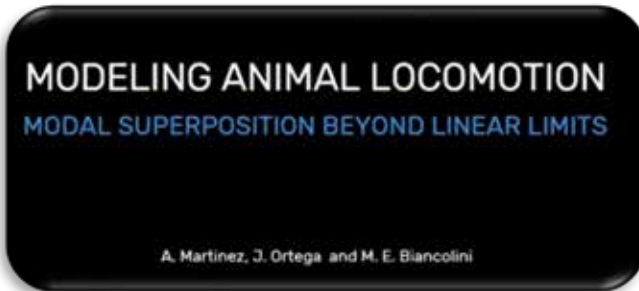 MODELING ANIMAL LOCOMOTION
MODAL SUPERPOSITION BEYOND LINEAR LIMITS
A. Martinez, J. Ortega and M. E. Biancolini